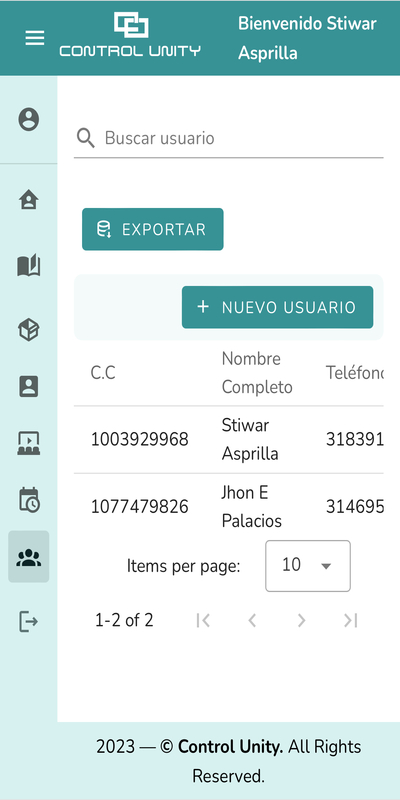 CONTROL UNITY
Bienvenido Stiwar
Asprilla
Buscar usuario
EXPORTAR
+ NUEVO USUARIO
C.C
Nombre
Completo
Teléfono
1003929968
Stiwar
Asprilla
318391
1077479826
Jhon E
Palacios
314695
Items per page:
10
1-2 of 2
2023 — © Control Unity. All Rights
Reserved.